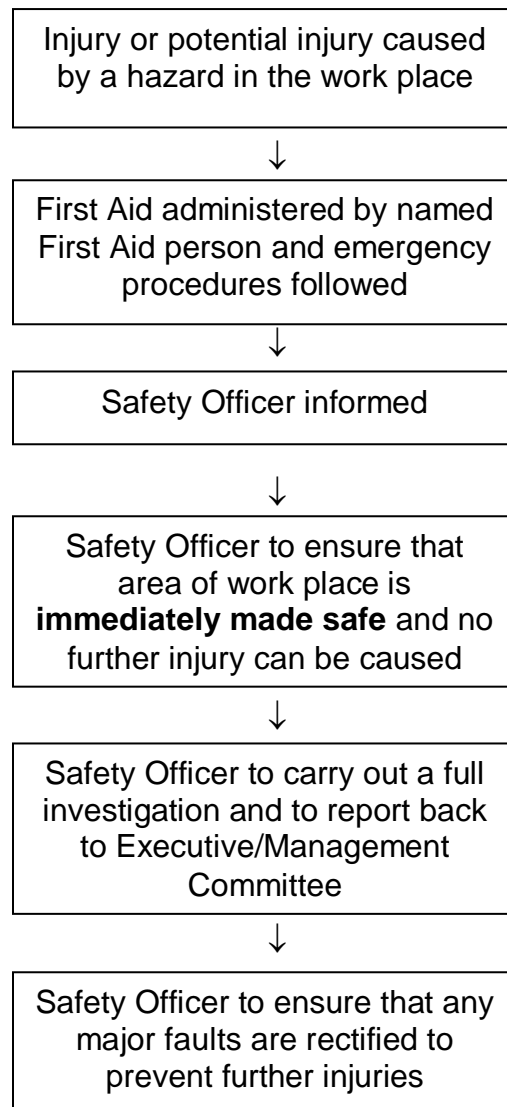 Injury or potential injury caused
by a hazard in the work place
↓
First Aid administered by named
First Aid person and emergency
procedures followed
↓
Safety Officer informed
↓
Safety Officer to ensure that
area of work place is
immediately made safe and no
further injury can be caused
↓
Safety Officer to carry out a full
investigation and to report back
to Executive/Management
Committee
↓
Safety Officer to ensure that any
major faults are rectified to
prevent further injuries